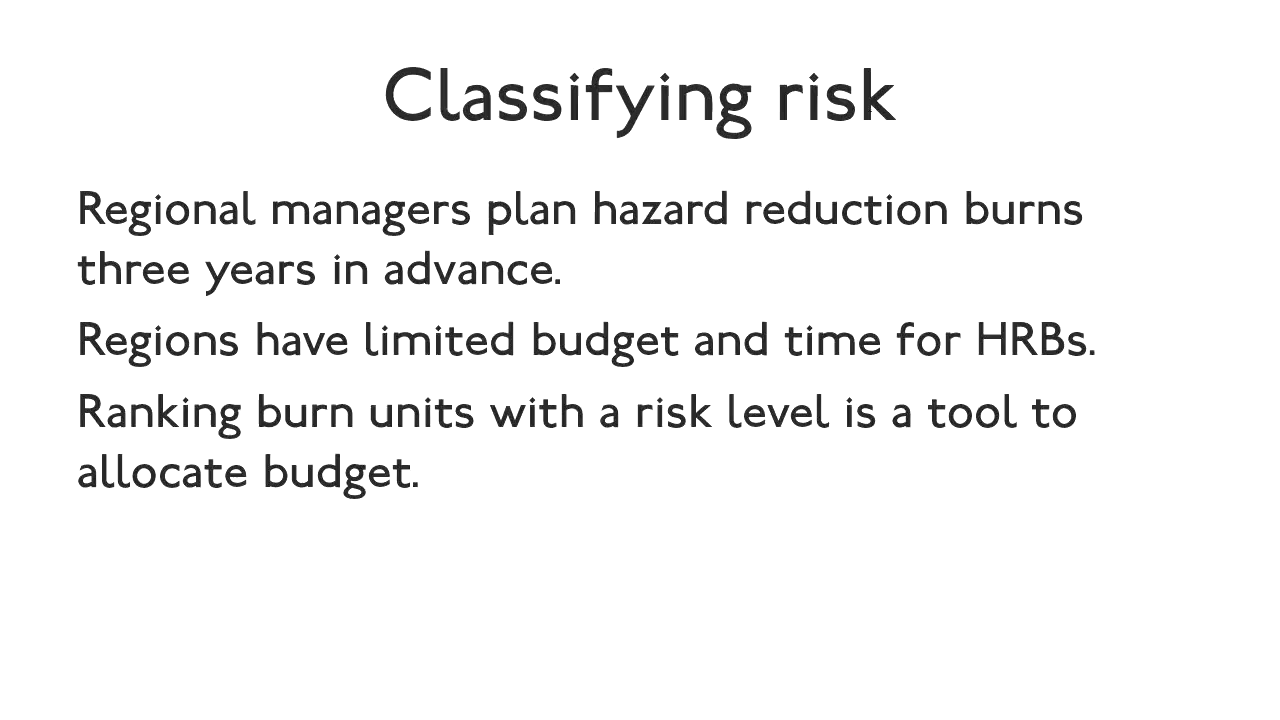 Classifying risk
Regional managers plan hazard reduction burns
three years in advance.
Regions have limited budget and time for HRBs.
Ranking burn units with a risk level is a tool to
allocate budget.